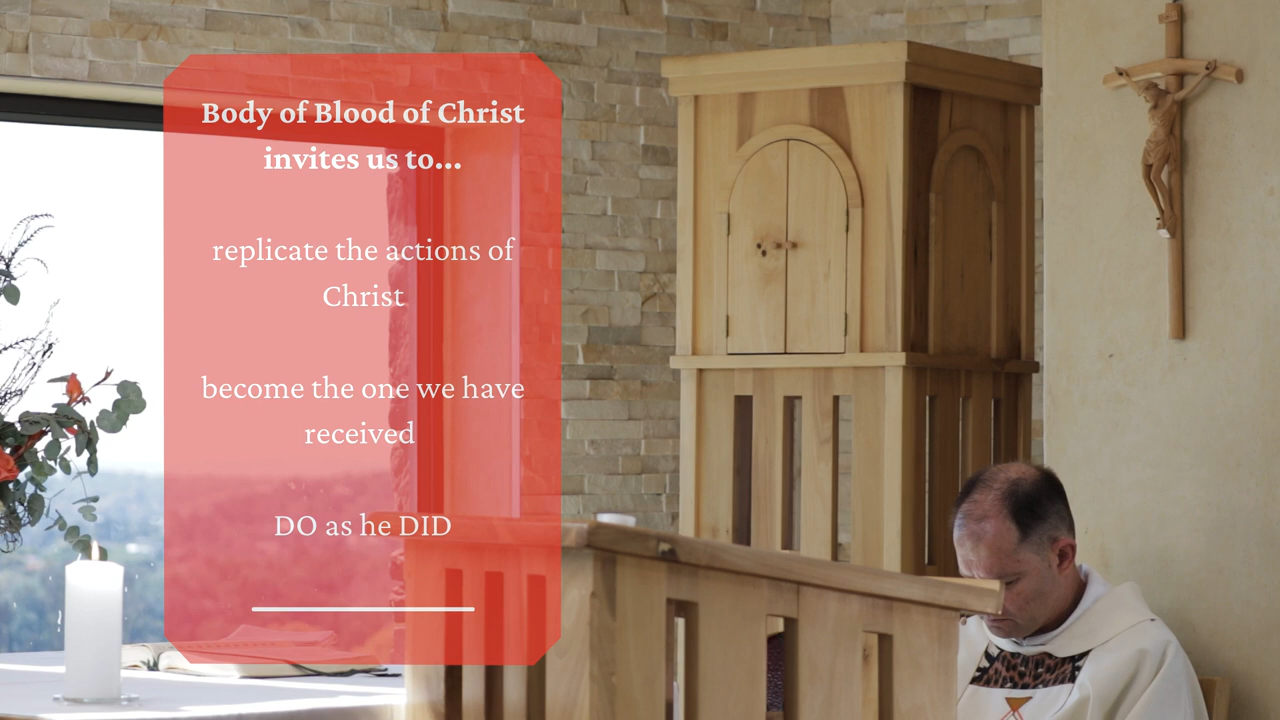 Body of Blood of Christ
invites us to...
replicate the actions of
Christ
become the one we have
received
DO as he DID